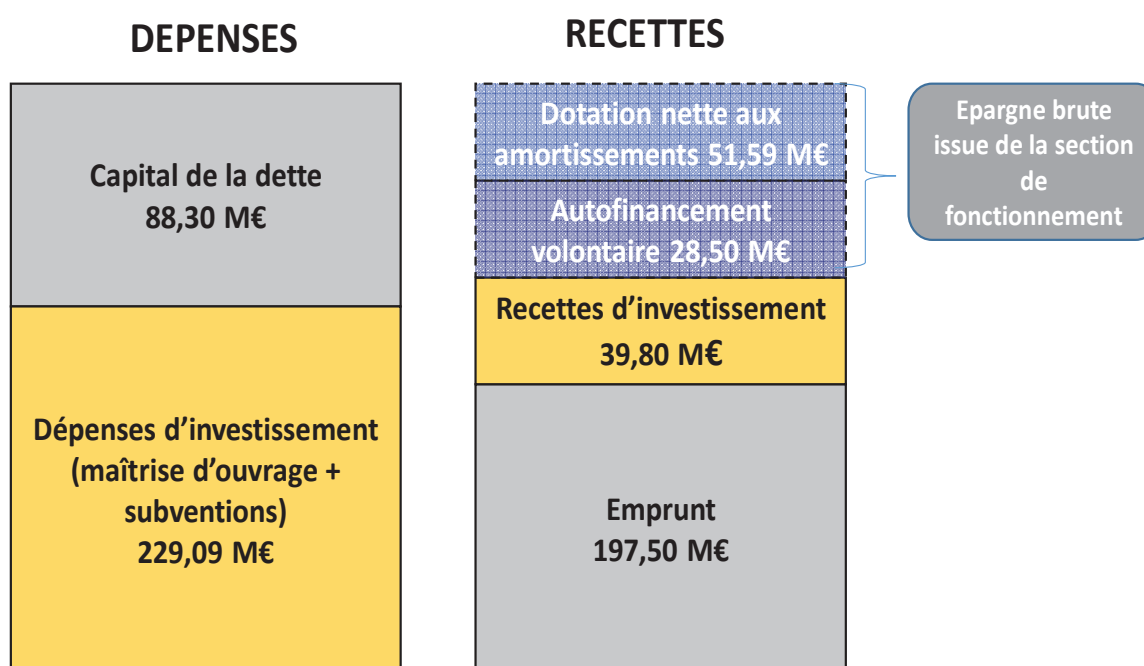 DEPENSES
RECETTES
Capital de la dette
88,30 M€
Dépenses d’investissement
(maîtrise d’ouvrage +
subventions)
229,09 M€
Dotation nette aux
amortissements 51,59 M€
Autofinancement
volontaire 28,50 M€
Recettes d’investissement
39,80 M€
Emprunt
197,50 M€
Epargne brute
issue de la section
de
fonctionnement